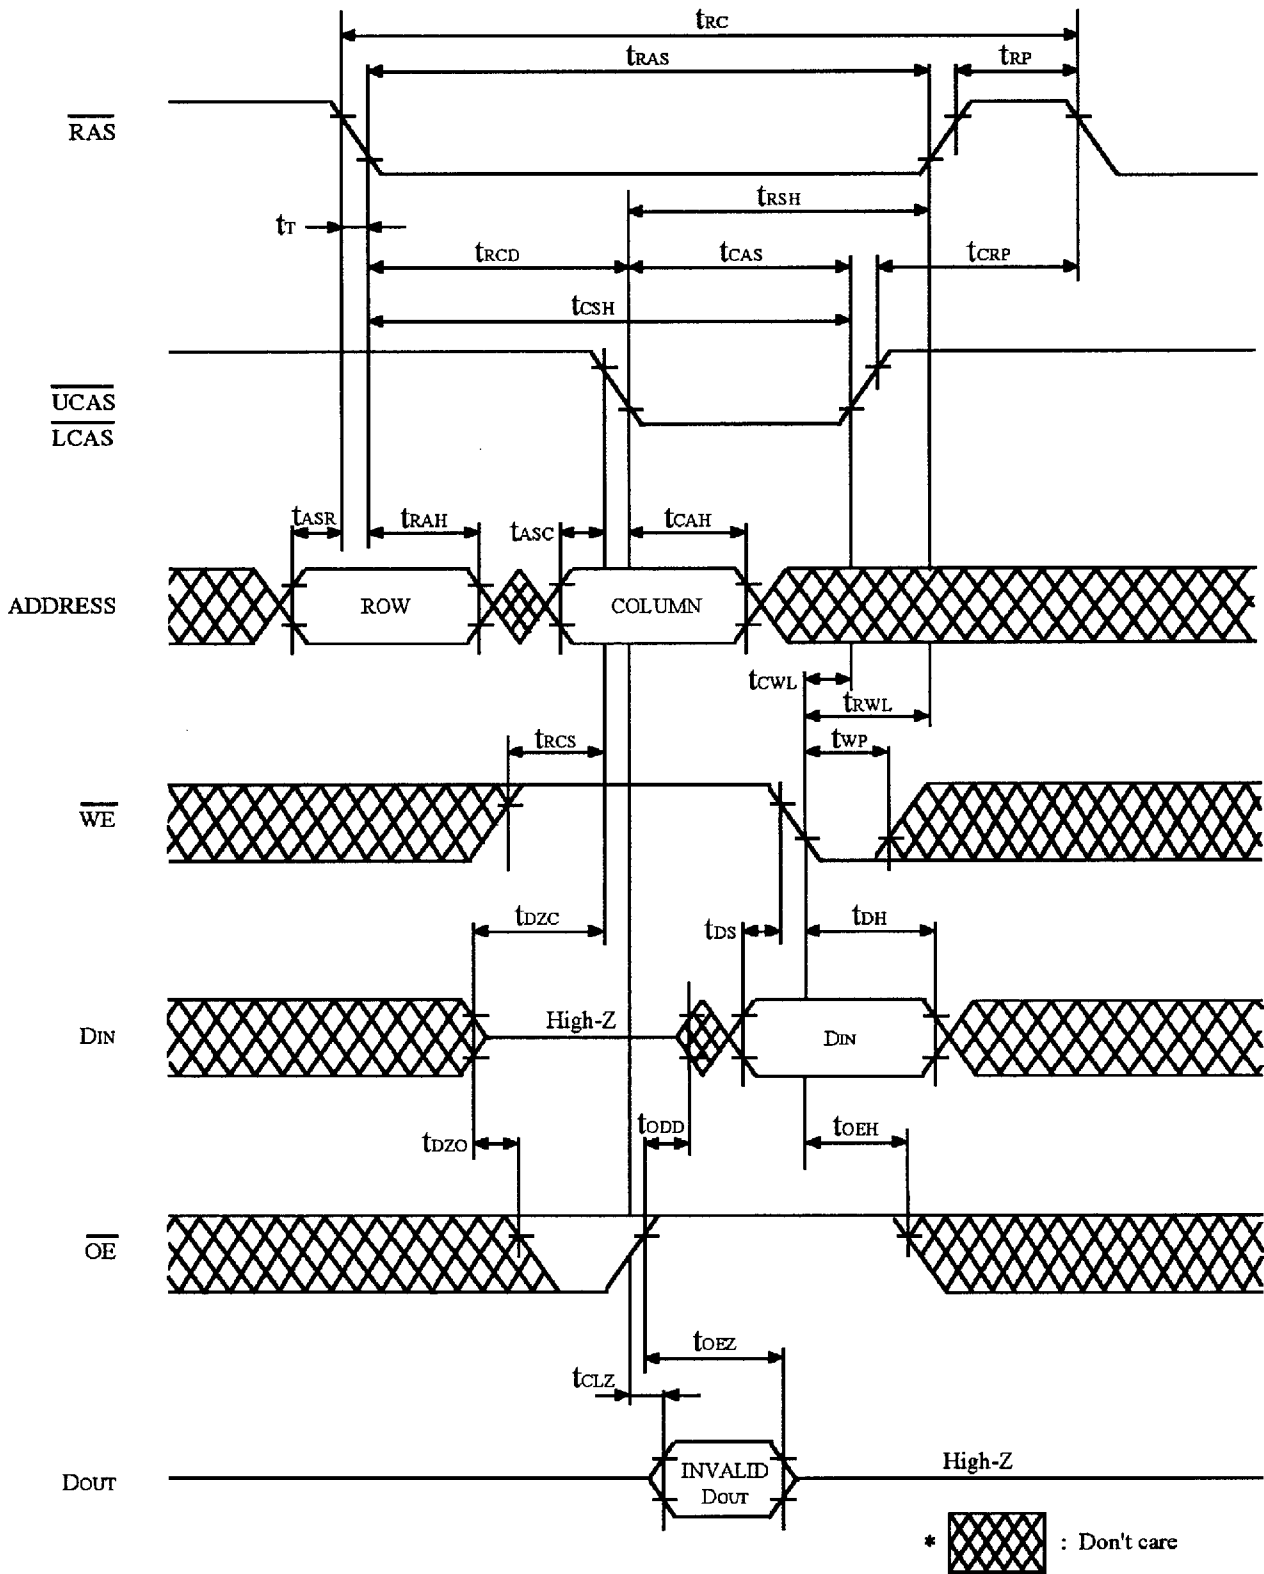 tRC
tRAS
tRP
RAS
tRSH
tT
tRCD
tCAS
tCRP
tCSH
UCAS
LCAS
tASR
tRAH
tASC
tCAH
ADDRESS
ROW
COLUMN
tCWL
tRWL
tRCS
tWP
WE
tDZC
tDS
tDH
High-Z
DIN
DIN
tODD
tOEH
tDZO
OE
tOEZ
tCLZ
High-Z
DOUT
INVALID
DOUT
* : Don't care